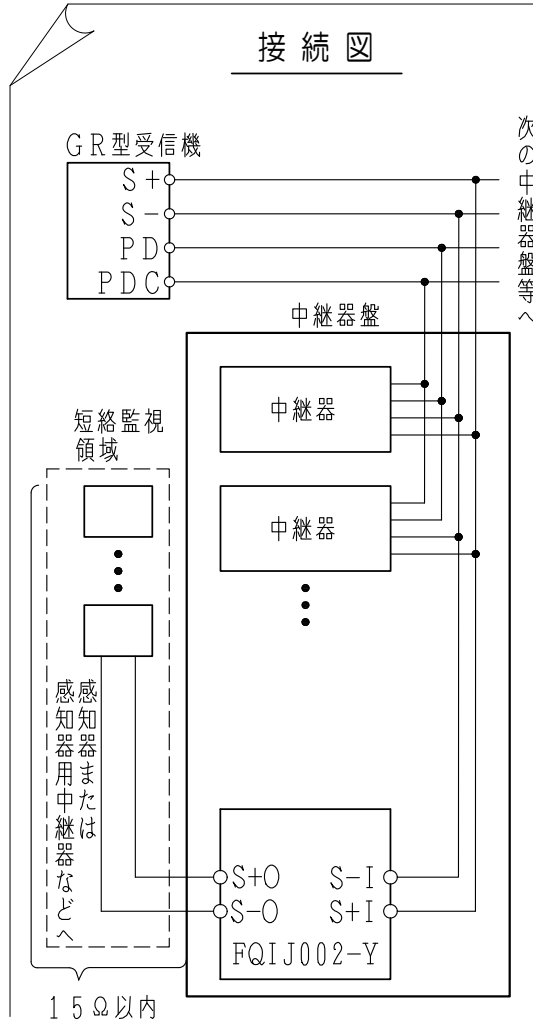 接続図
GR型受信機
S+
S-
PD
PDC
次の中継器盤等へ
中継器盤
中継器
中継器
短絡監視
領域
感知器または
感知器用中継器などへ
S+O
S-O
S-I
S+I
FQIJ002-Y
15Ω以内